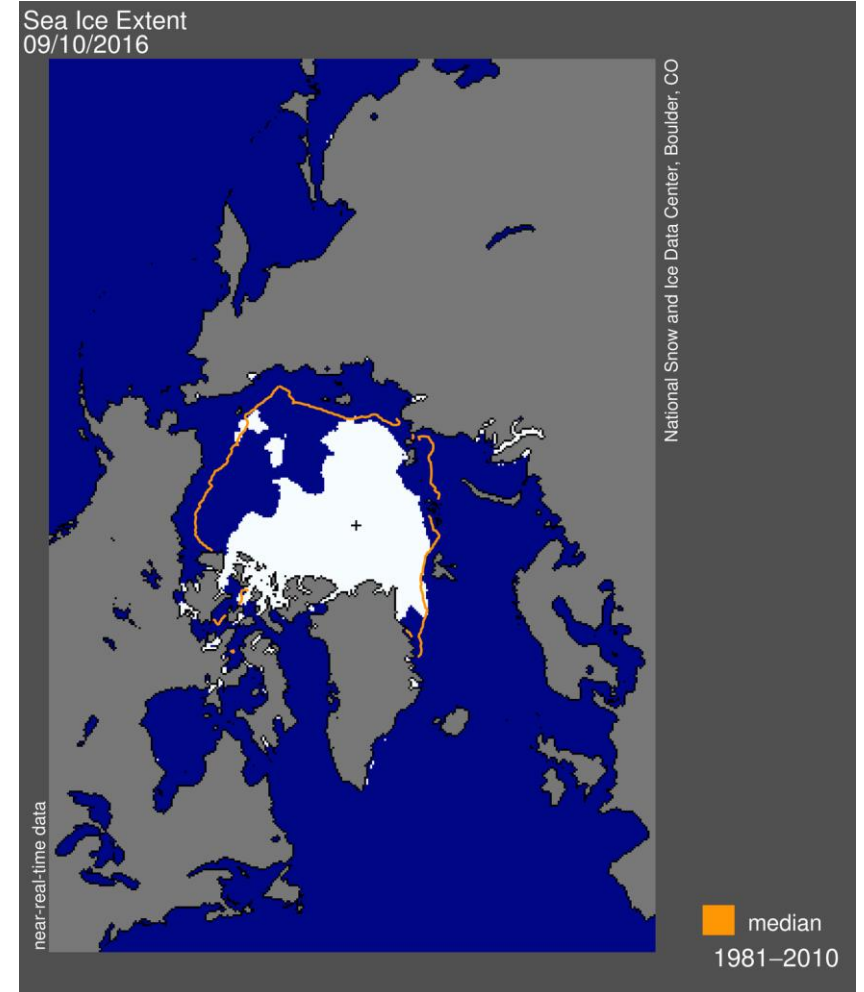 Sea Ice Extent
09/10/2016
National Snow and Ice Data Center, Boulder, CO
near-real-time data
median
1981–2010